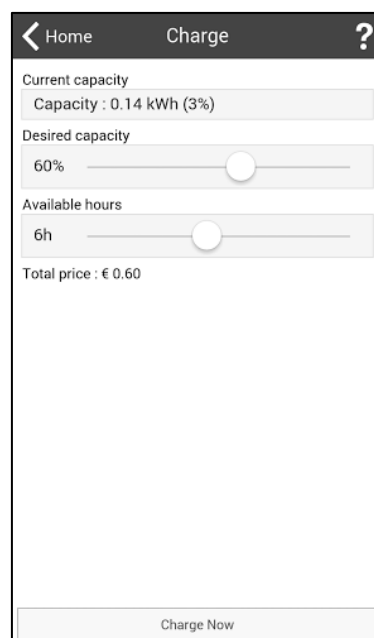 Home Charge ?
Current capacity
Capacity : 0.14 kWh (3%)
Desired capacity
60%
Available hours
6h
Total price : € 0.60
Charge Now